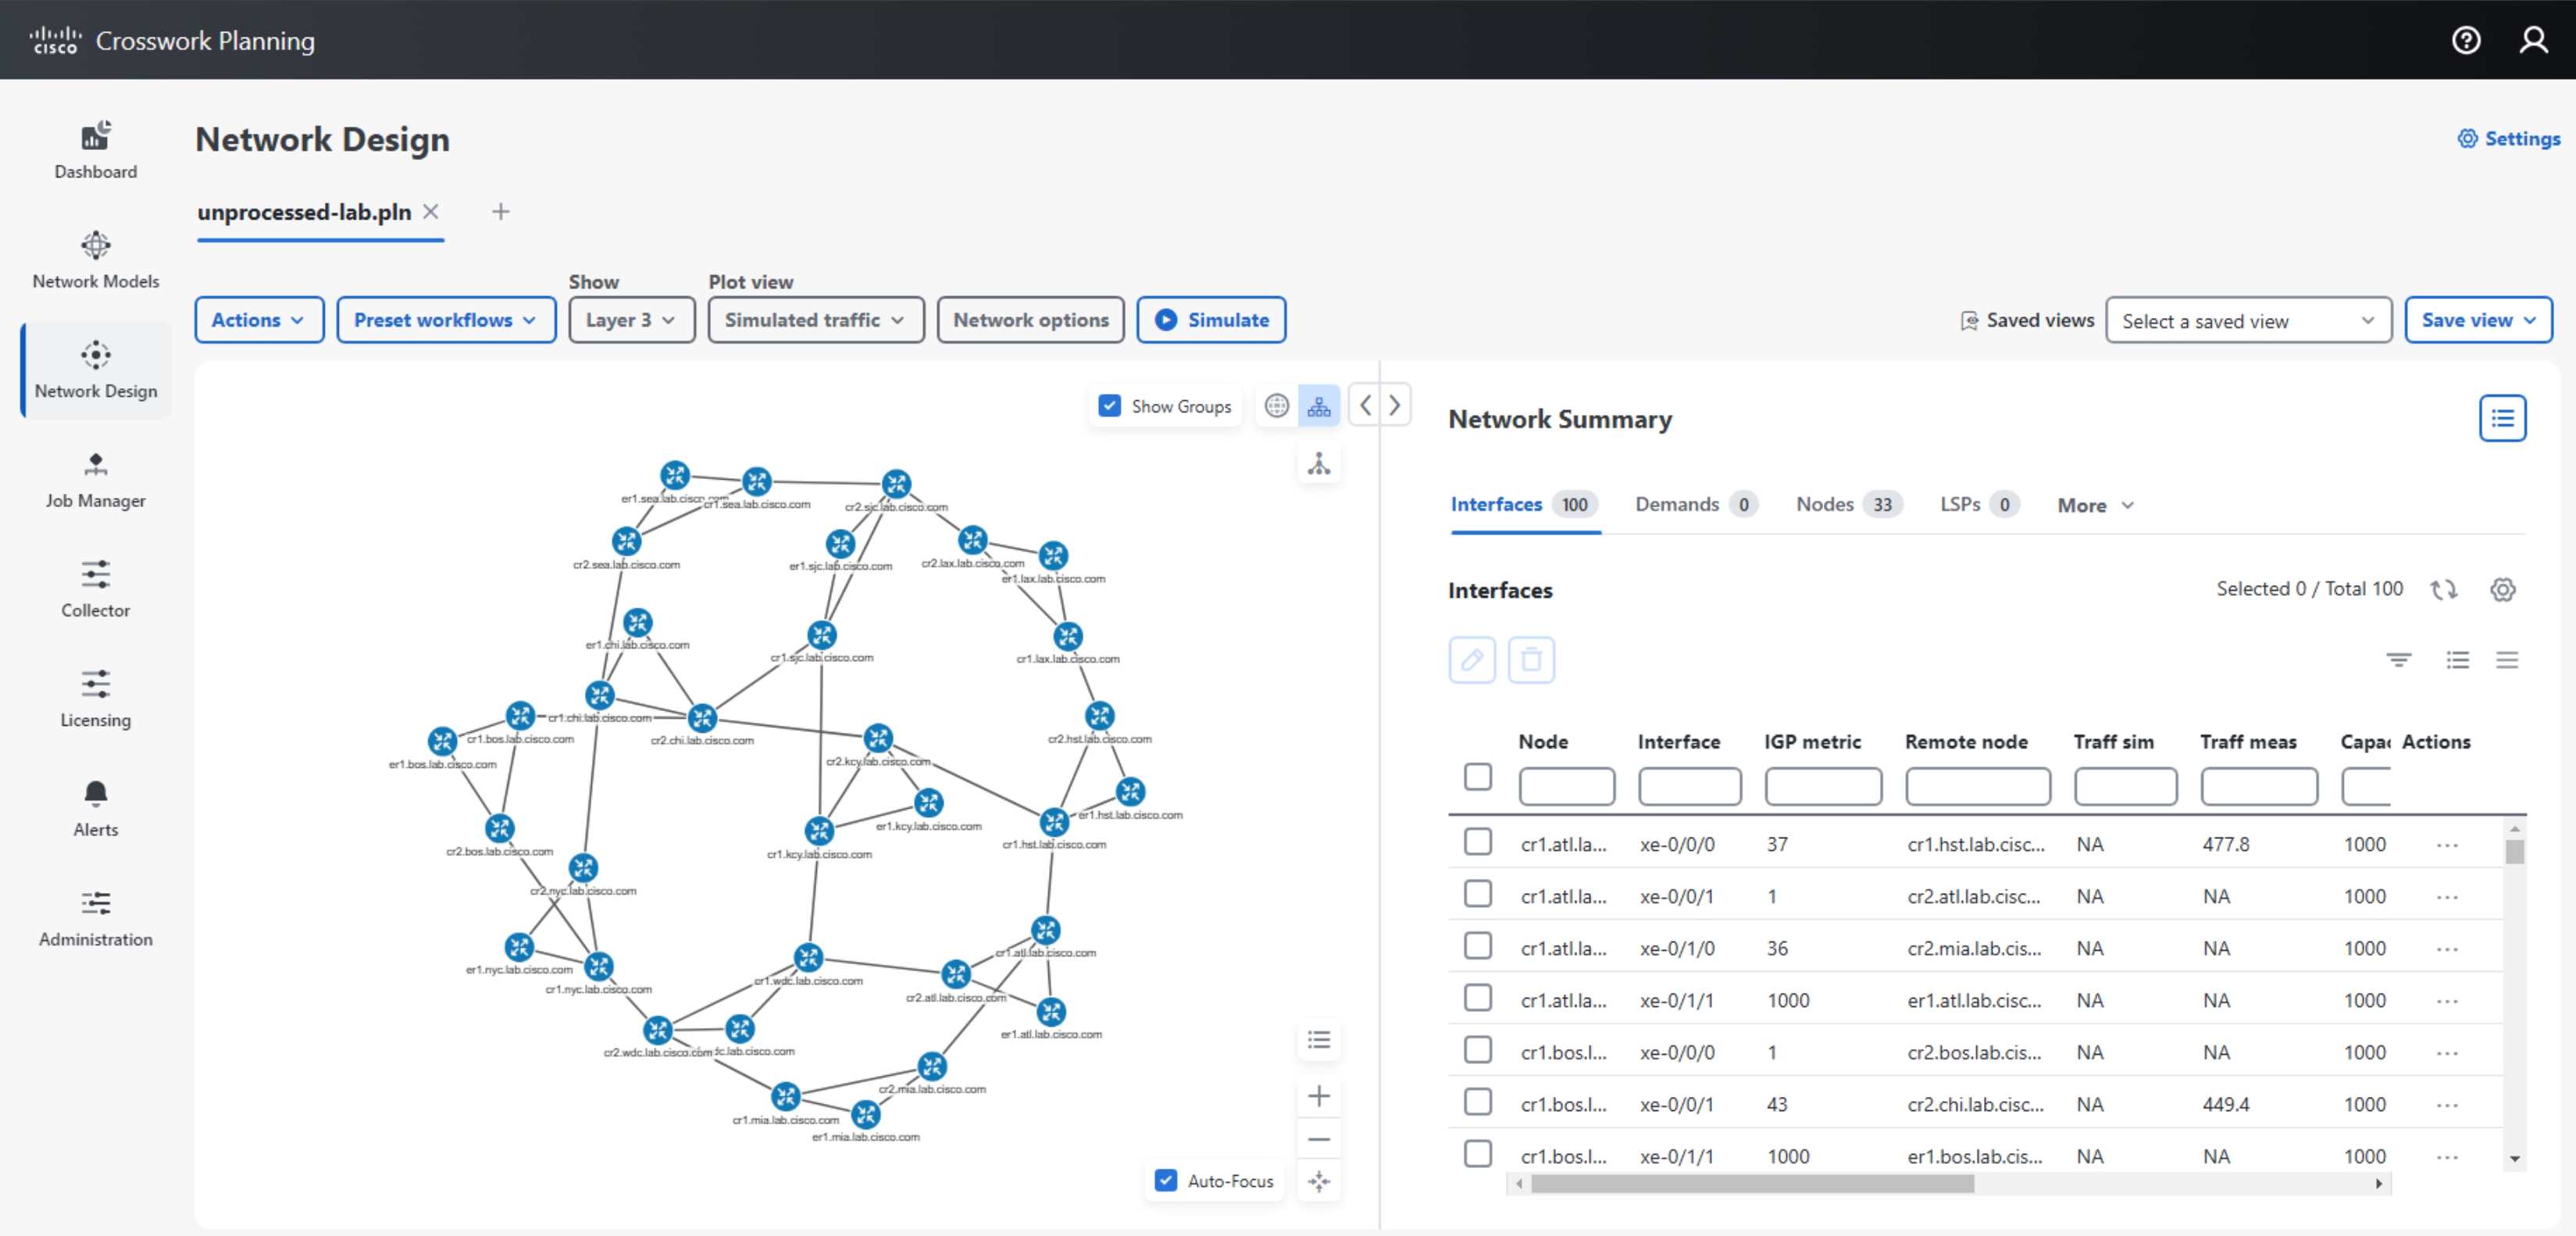 CISCO Crosswork Planning
Dashboard
Network Models
Network Design
Job Manager
Collector
Licensing
Alerts
Administration
Network Design
Settings
unprocessed-lab.pln
Show
Plot view
Actions
Preset workflows
Layer 3
Simulated traffic
Network options
Simulate
Saved views
Select a saved view
Save view
Show Groups
er1.sea.lab.cisco.com
cr1.sea.lab.cisco.com
cr2.sjc.lab.cisco.com
cr2.sea.lab.cisco.com
er1.sjc.lab.cisco.com
cr2.lax.lab.cisco.com
er1.lax.lab.cisco.com
er1.chi.lab.cisco.com
cr1.sjc.lab.cisco.com
cr1.lax.lab.cisco.com
cr1.chi.lab.cisco.com
cr1.bos.lab.cisco.com
cr2.chi.lab.cisco.com
cr2.hst.lab.cisco.com
er1.bos.lab.cisco.com
cr2.kcy.lab.cisco.com
er1.hst.lab.cisco.com
er1.kcy.lab.cisco.com
cr1.hst.lab.cisco.com
cr2.bos.lab.cisco.com
cr1.kcy.lab.cisco.com
cr2.nyc.lab.cisco.com
cr1.atl.lab.cisco.com
er1.nyc.lab.cisco.com
cr1.wdc.lab.cisco.com
cr1.nyc.lab.cisco.com
cr2.atl.lab.cisco.com
er1.atl.lab.cisco.com
cr2.wdc.lab.cisco.com
lab.cisco.com
cr2.mia.lab.cisco.com
cr1.mia.lab.cisco.com
er1.mia.lab.cisco.com
Auto-Focus
Network Summary
Interfaces 100 Demands 0 Nodes 33 LSPs 0 More
Interfaces
Selected 0 / Total 100
Node Interface IGP metric Remote node Traff sim Traff meas Capac Actions
cr1.atl.la... xe-0/0/0 37 cr1.hst.lab.cisc... NA 477.8 1000 ...
cr1.atl.la... xe-0/0/1 1 cr2.atl.lab.cisc... NA NA 1000 ...
cr1.atl.la... xe-0/1/0 36 cr2.mia.lab.cis... NA NA 1000 ...
cr1.atl.la... xe-0/1/1 1000 er1.atl.lab.cisc... NA NA 1000 ...
cr1.bos.l... xe-0/0/0 1 cr2.bos.lab.cis... NA NA 1000 ...
cr1.bos.l... xe-0/0/1 43 cr2.chi.lab.cisc... NA 449.4 1000 ...
cr1.bos.l... xe-0/1/1 1000 er1.bos.lab.cis... NA NA 1000 ...